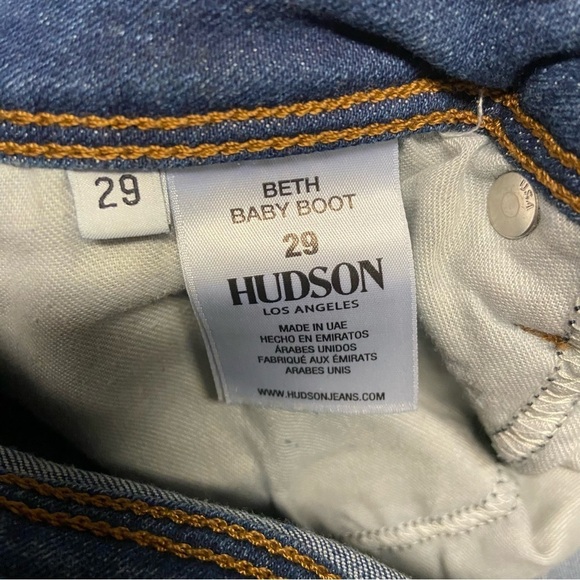 29
BETH
BABY BOOT
29
HUDSON
LOS ANGELES
MADE IN UAE
HECHO EN EMIRATOS
ÁRABES UNIDOS
FABRIQUÉ AUX ÉMIRATS
ARABES UNIS
WWW.HUDSONJEANS.COM
USA